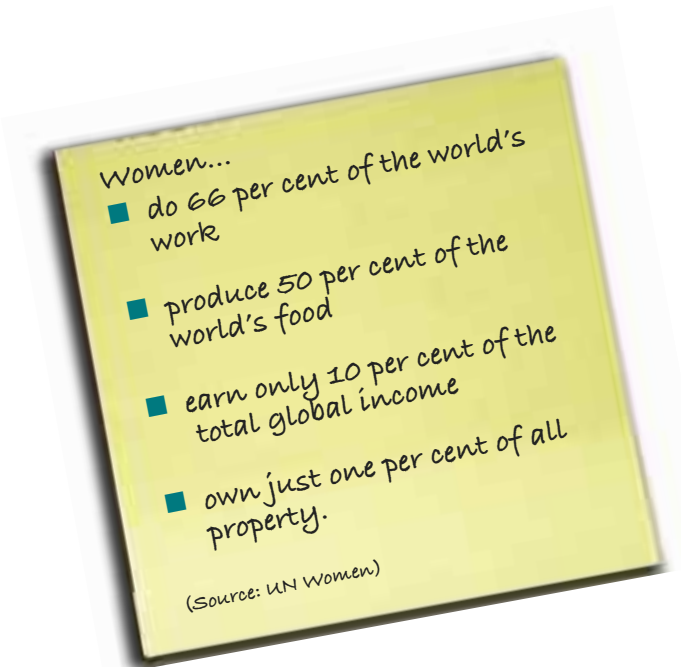 Women...
■ do 66 per cent of the world's
work
■ produce 50 per cent of the
world's food
■ earn only 10 per cent of the
total global income
■ own just one per cent of all
property.
(Source: UN Women)